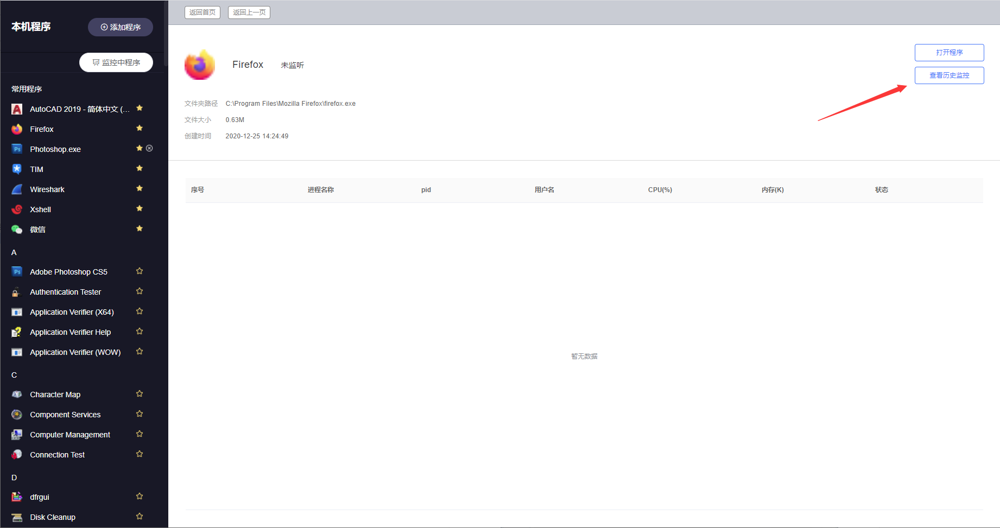 本机程序
添加程序
监控中程序
常用程序
AutoCAD 2019 - 简体中文 (...
Firefox
Photoshop.exe
TIM
Wireshark
Xshell
微信
A
Adobe Photoshop CS5
Authentication Tester
Application Verifier (X64)
Application Verifier Help
Application Verifier (WOW)
C
Character Map
Component Services
Computer Management
Connection Test
D
dfrgui
Disk Cleanup
返回首页 返回上一页
Firefox 未监听
打开程序
查看历史监控
文件夹路径 C:\Program Files\Mozilla Firefox\firefox.exe
文件大小 0.63M
创建时间 2020-12-25 14:24:49
序号 进程名称 pid 用户名 CPU(%) 内存(K) 状态
暂无数据